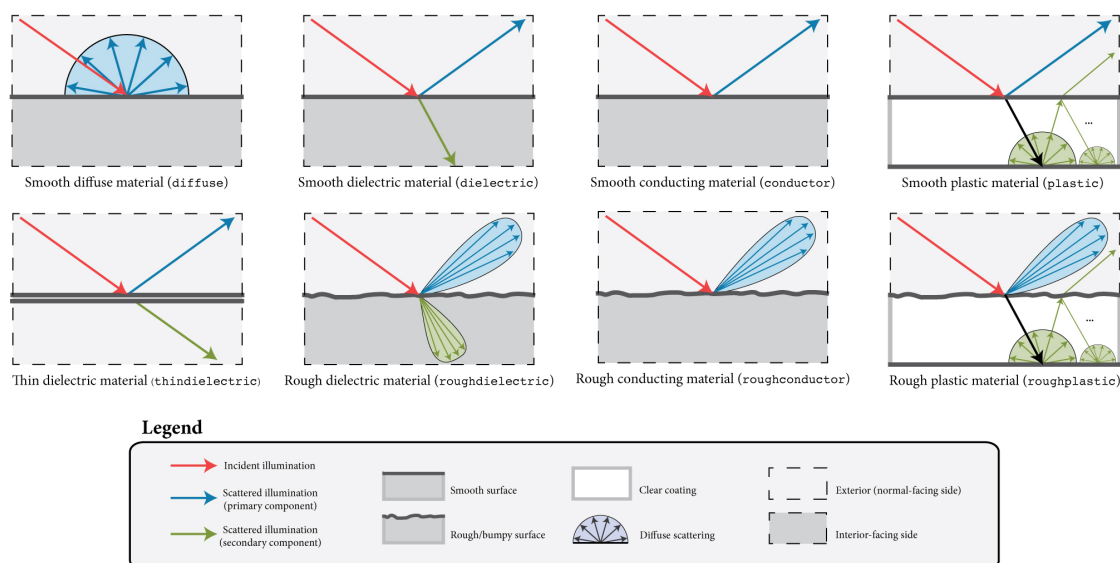 Smooth diffuse material (diffuse)
Smooth dielectric material (dielectric)
Smooth conducting material (conductor)
...
Smooth plastic material (plastic)
Thin dielectric material (thindielectric)
Rough dielectric material (roughdielectric)
Rough conducting material (roughconductor)
...
Rough plastic material (roughplastic)
Legend
Incident illumination
Scattered illumination
(primary component)
Scattered illumination
(secondary component)
Smooth surface
Rough/bumpy surface
Clear coating
Diffuse scattering
Exterior (normal-facing side)
Interior-facing side